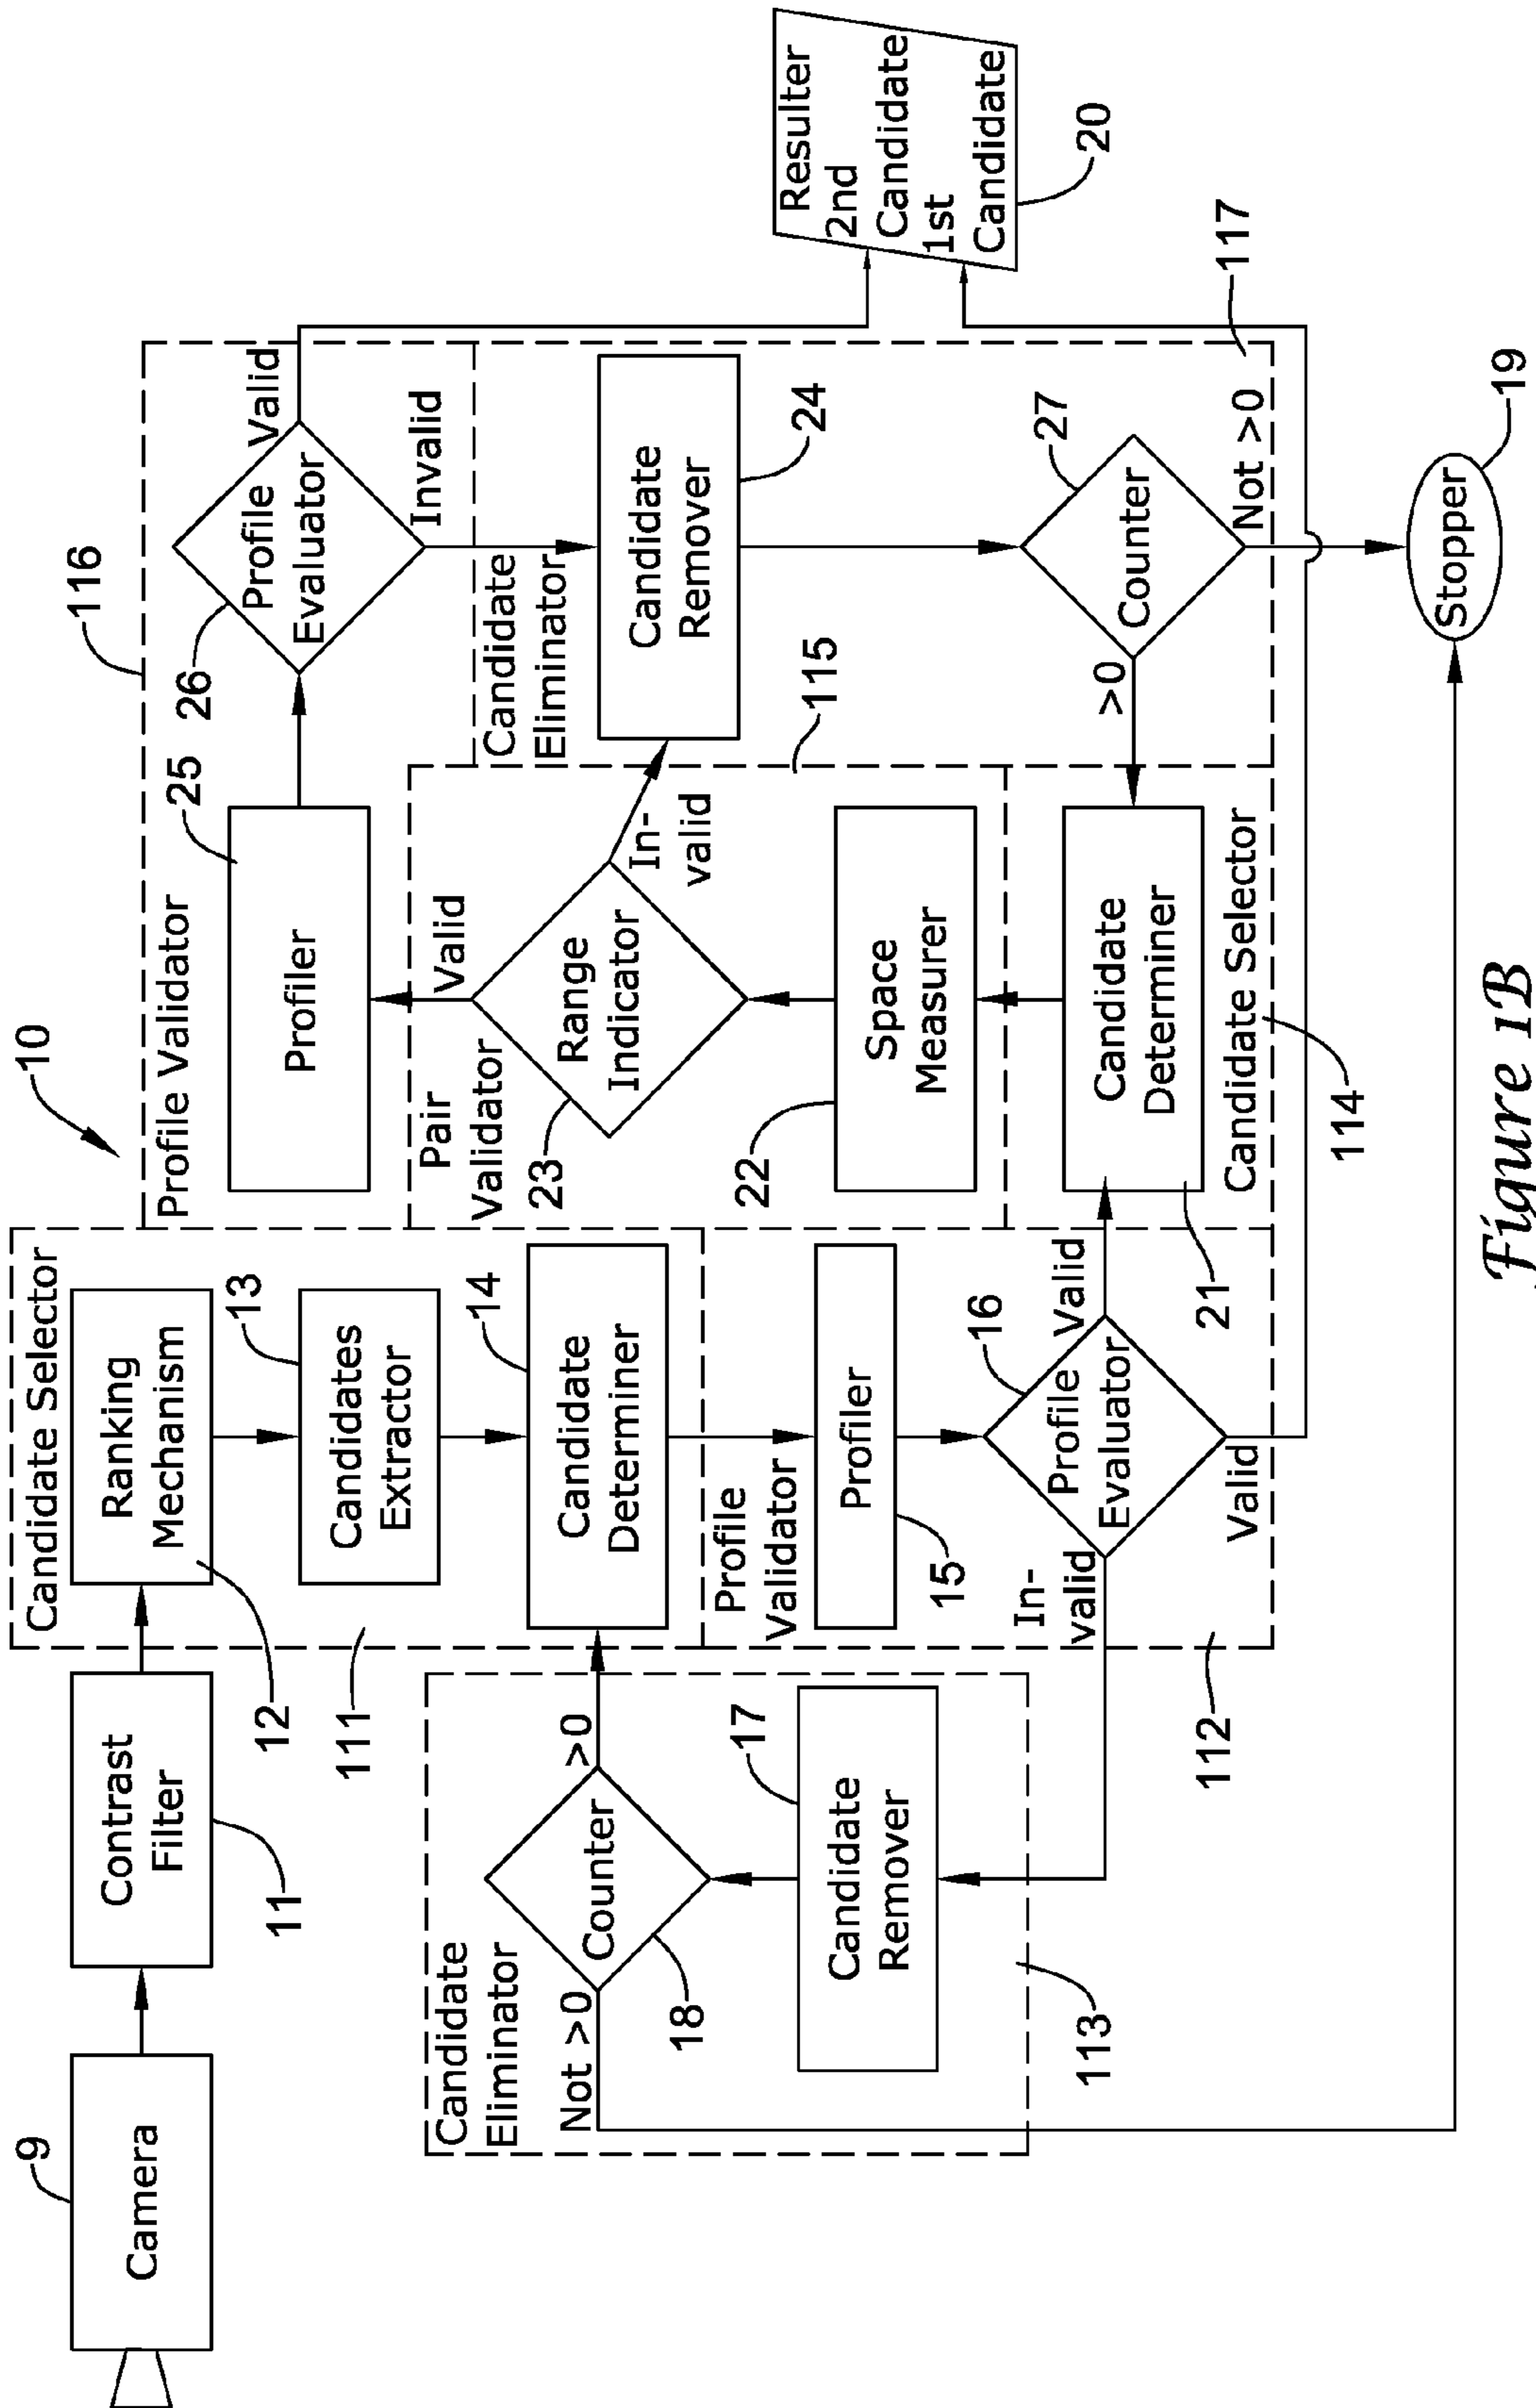 9
Camera
Contrast
Filter
11
10
Candidate Selector
Ranking
Mechanism
12
13
Candidates
Extractor
14
Candidate
Determiner
111
Profile
Validator
Profiler
15
16
Profile
Evaluator
In-
valid
Valid
Valid
112
Candidate
Eliminator
Counter
18
>0
Not >0
17
Candidate
Remover
113
116
Profile Validator
25
Profiler
26
Profile
Evaluator
Valid
Invalid
Pair
Validator
Valid
23
Range
Indicator
In-
valid
115
22
Space
Measurer
Candidate
Determiner
21
Candidate Selector
114
Candidate
Eliminator
Candidate
Remover
24
27
Counter
>0
Not >0
117
Resulter
2nd
Candidate
1st
Candidate
20
Stopper
19
Figure 1B